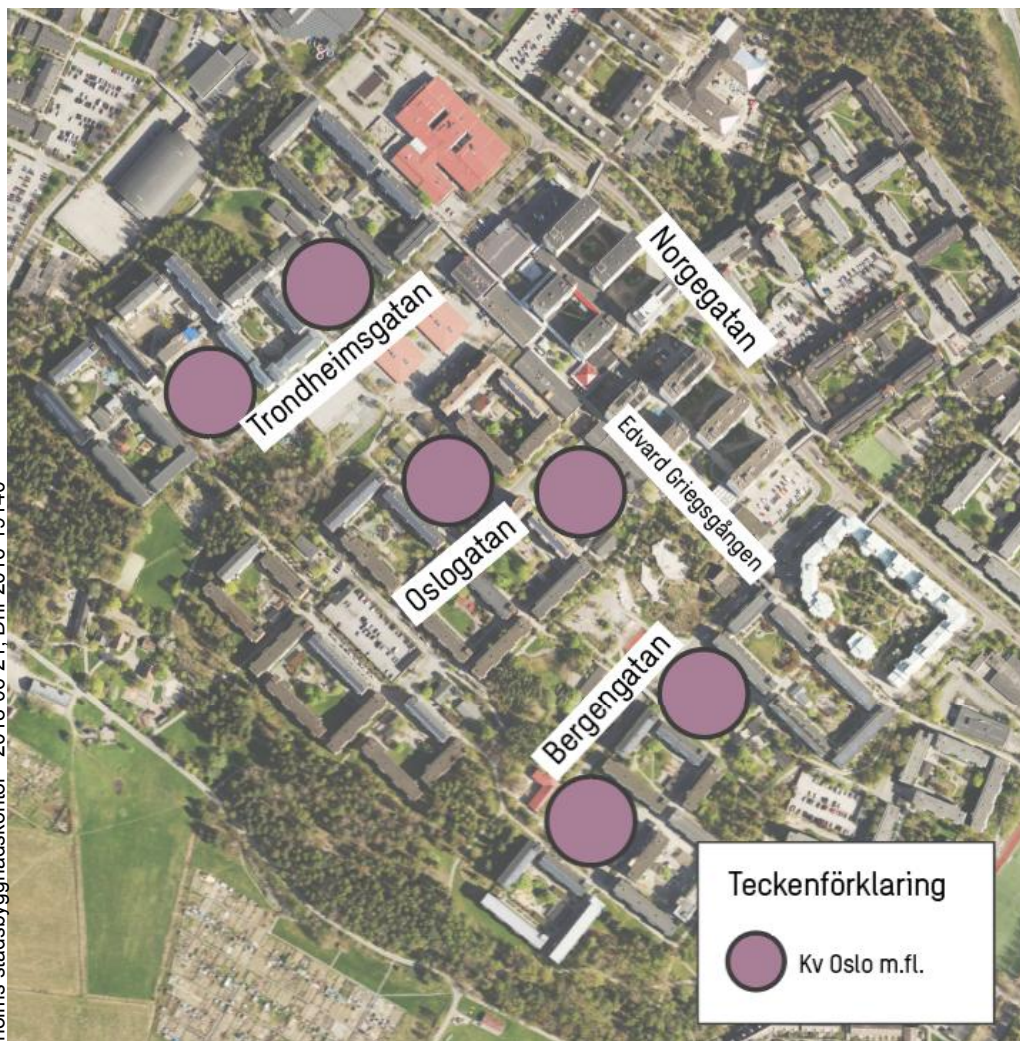 Norgegatan
Trondheimsgatan
Edvard Griegsgången
Oslogatan
Bergengatan
Teckenförklaring
Kv Oslo m.fl.